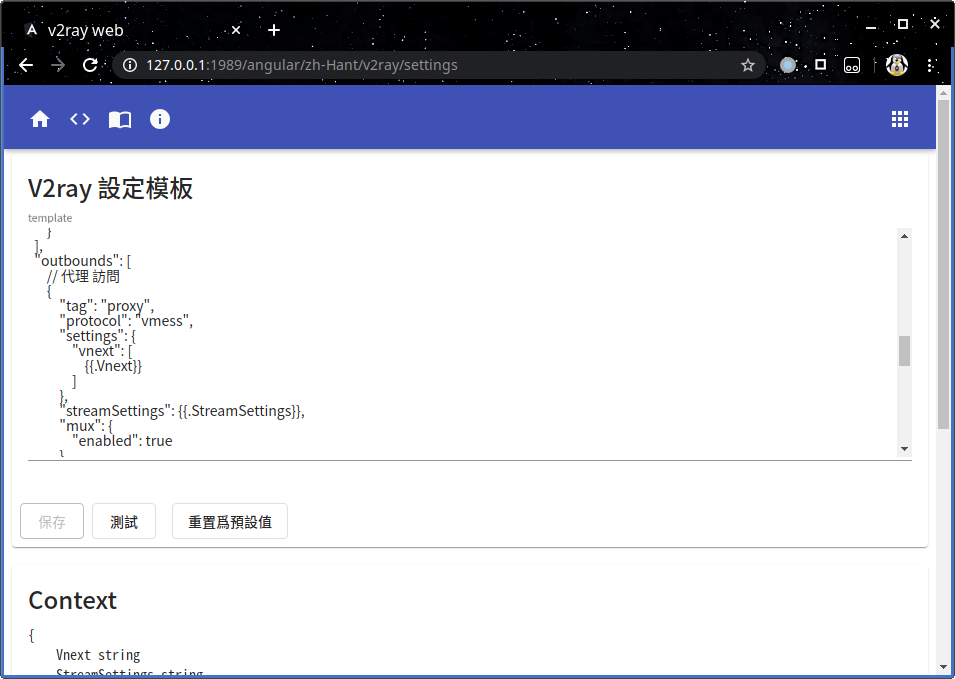 v2ray web
127.0.0.1:1989/angular/zh-Hant/v2ray/settings
V2ray 設定模板
template
}
],
"outbounds": [
// 代理 訪問
{
"tag": "proxy",
"protocol": "vmess",
"settings": {
"vnext": [
{{.Vnext}}
]
},
"streamSettings": {{.StreamSettings}},
"mux": {
"enabled": true
}
保存
測試
重置爲預設值
Context
{
Vnext string
StreamSettings string